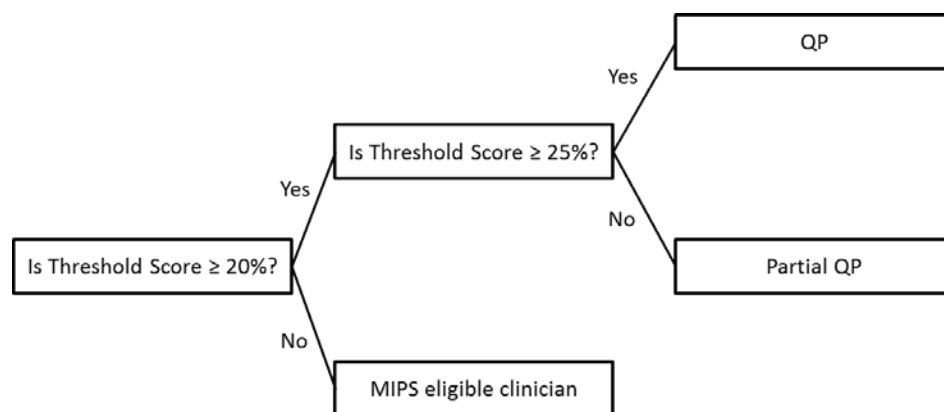 QP
Yes
Is Threshold Score ≥ 25%?
Yes
No
Is Threshold Score ≥ 20%?
Partial QP
No
MIPS eligible clinician